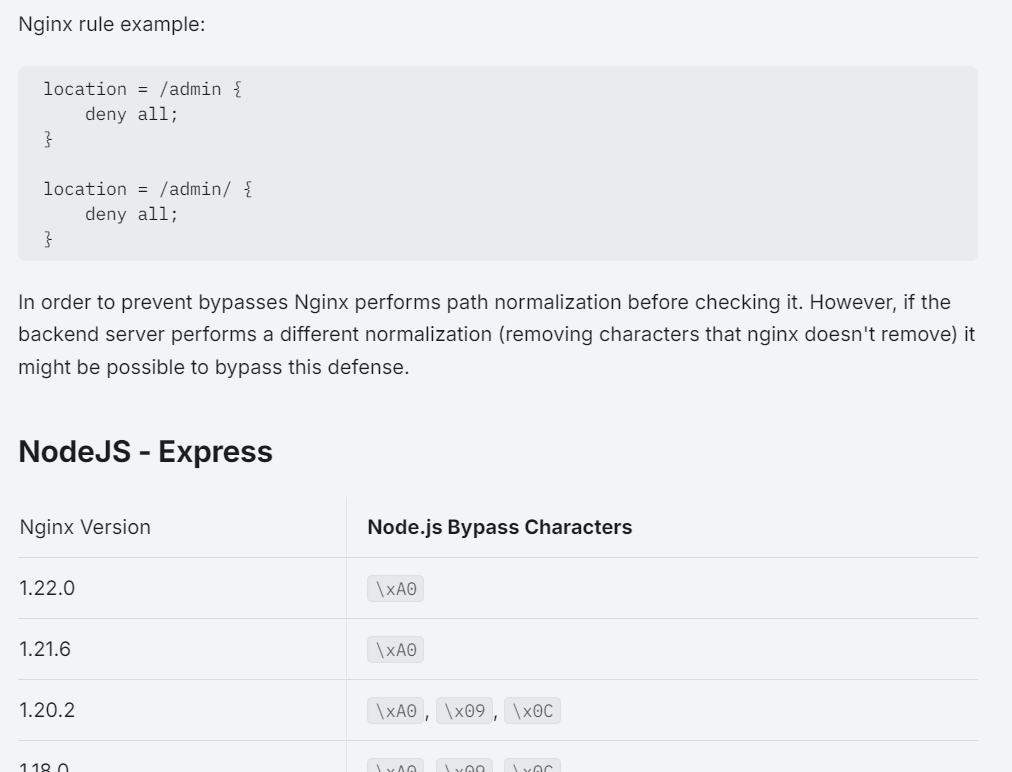 Nginx rule example:
location = /admin {
deny all;
}
location = /admin/ {
deny all;
}
In order to prevent bypasses Nginx performs path normalization before checking it. However, if the
backend server performs a different normalization (removing characters that nginx doesn't remove) it
might be possible to bypass this defense.
NodeJS - Express
Nginx Version Node.js Bypass Characters
1.22.0 \xA0
1.21.6 \xA0
1.20.2 \xA0, \x09, \x0C
1.18.0 \xA0, \x09, \x0C